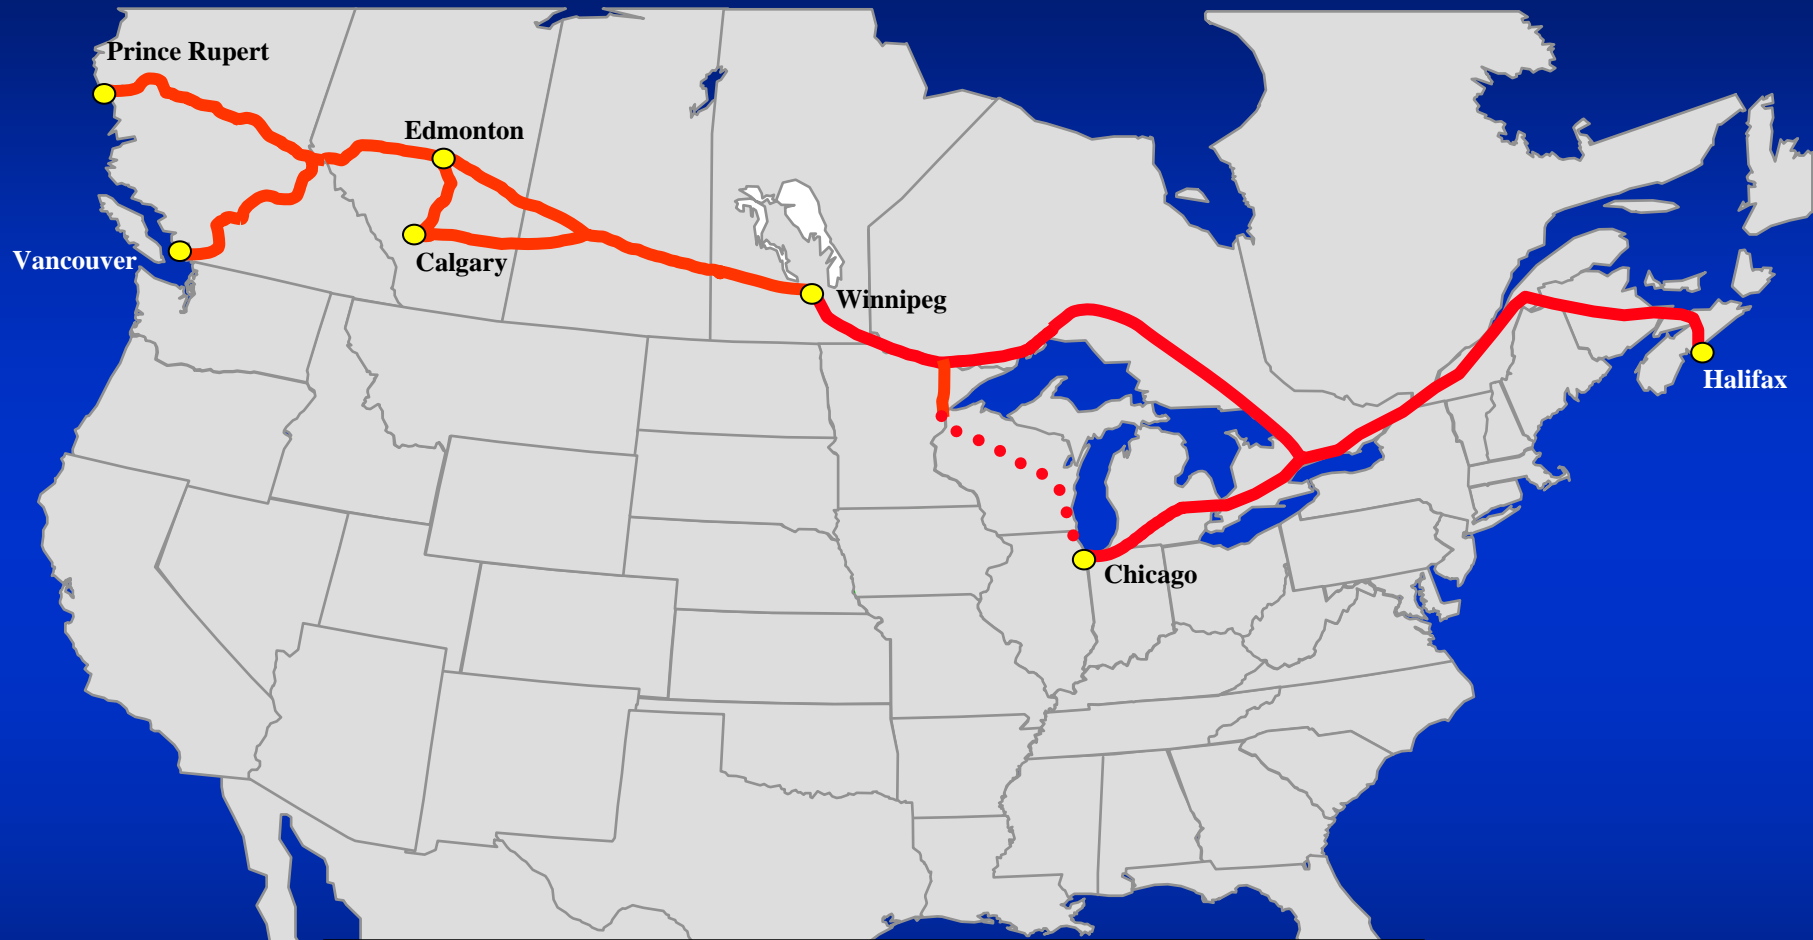 Prince Rupert
Edmonton
Vancouver
Calgary
Winnipeg
Halifax
Chicago